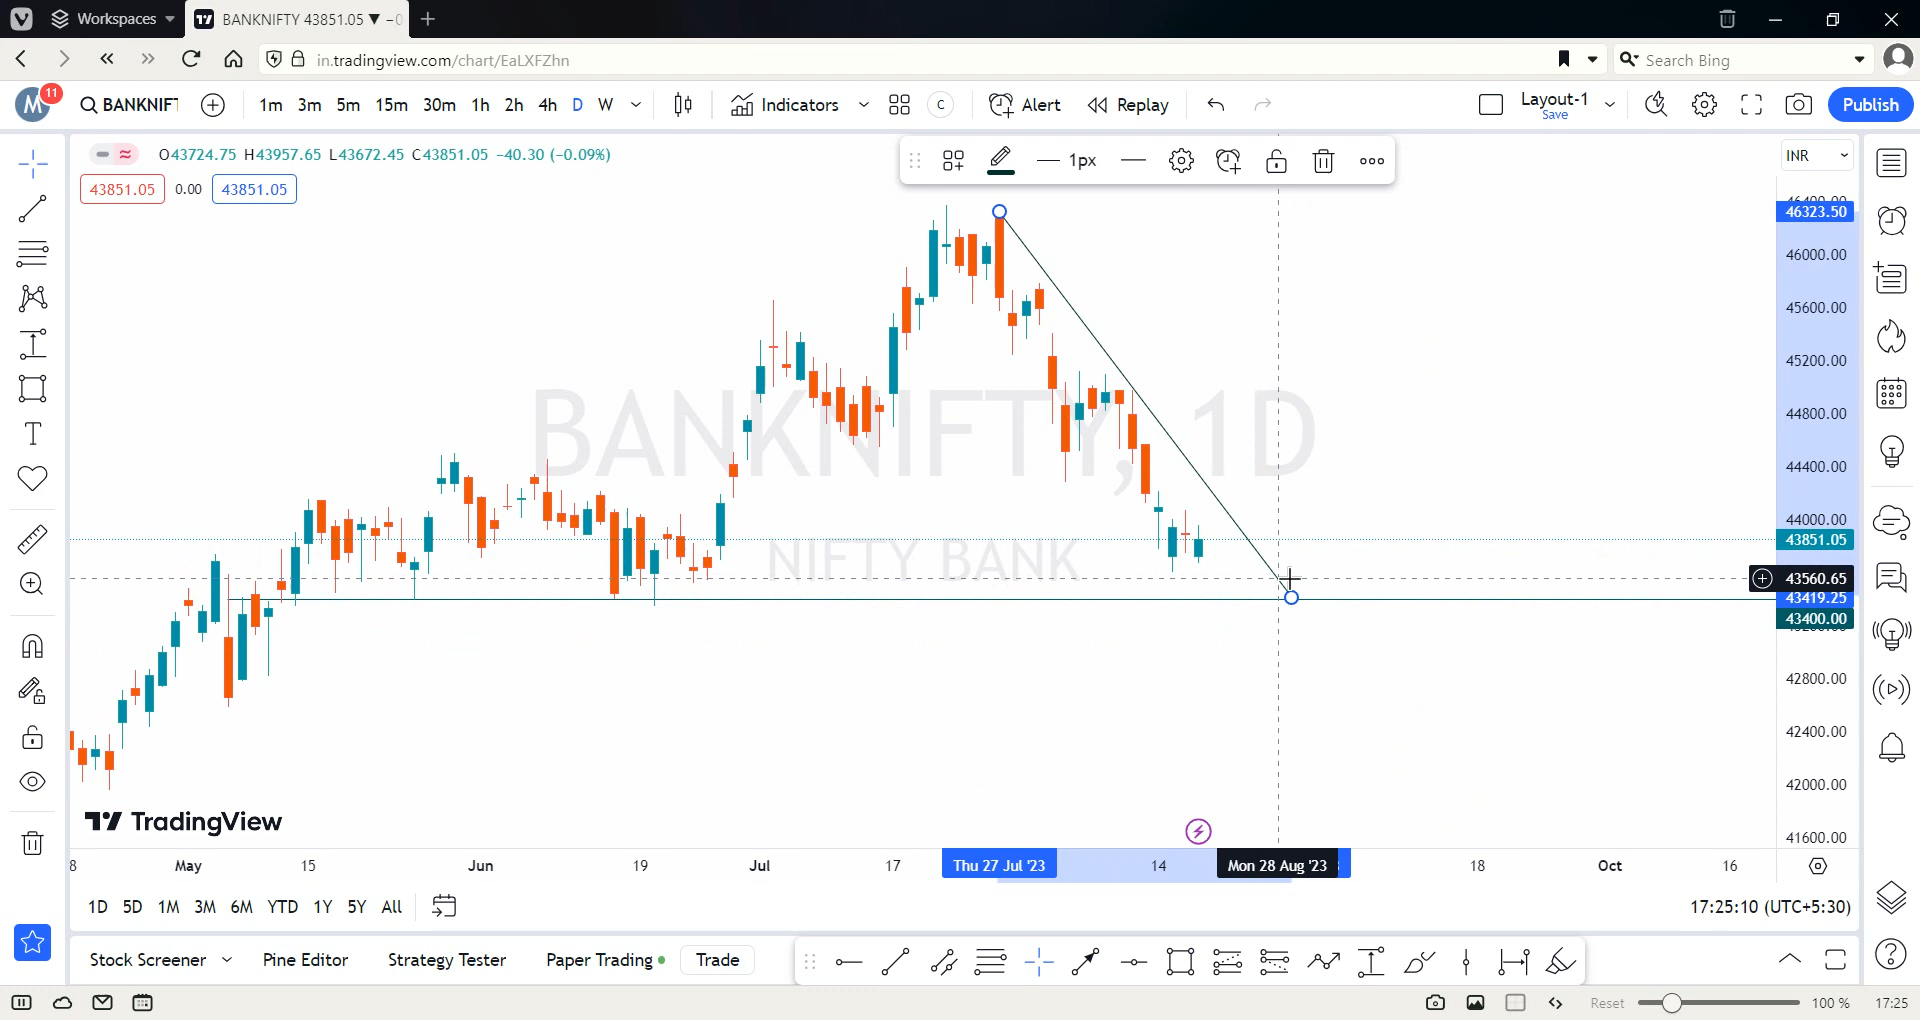 Workspaces
BANKNIFTY 43851.05 ▼ −0
in.tradingview.com/chart/EaLXFZhn
Search Bing
M 11
BANKNIFT
1m 3m 5m 15m 30m 1h 2h 4h D W
Indicators
C
Alert
Replay
Layout-1
Save
Publish
O43724.75 H43957.65 L43672.45 C43851.05 −40.30 (−0.09%)
43851.05 0.00 43851.05
1px
INR
46323.50
46000.00
45600.00
45200.00
44800.00
44400.00
44000.00
43851.05
43560.65
43419.25
43400.00
42800.00
42400.00
42000.00
41600.00
BANKNIFTY, 1D
NIFTY BANK
TradingView
8 May 15 Jun 19 Jul 17 Thu 27 Jul '23 14 Mon 28 Aug '23 18 Oct 16
1D 5D 1M 3M 6M YTD 1Y 5Y All
17:25:10 (UTC+5:30)
Stock Screener Pine Editor Strategy Tester Paper Trading Trade
Reset 100 % 17:25